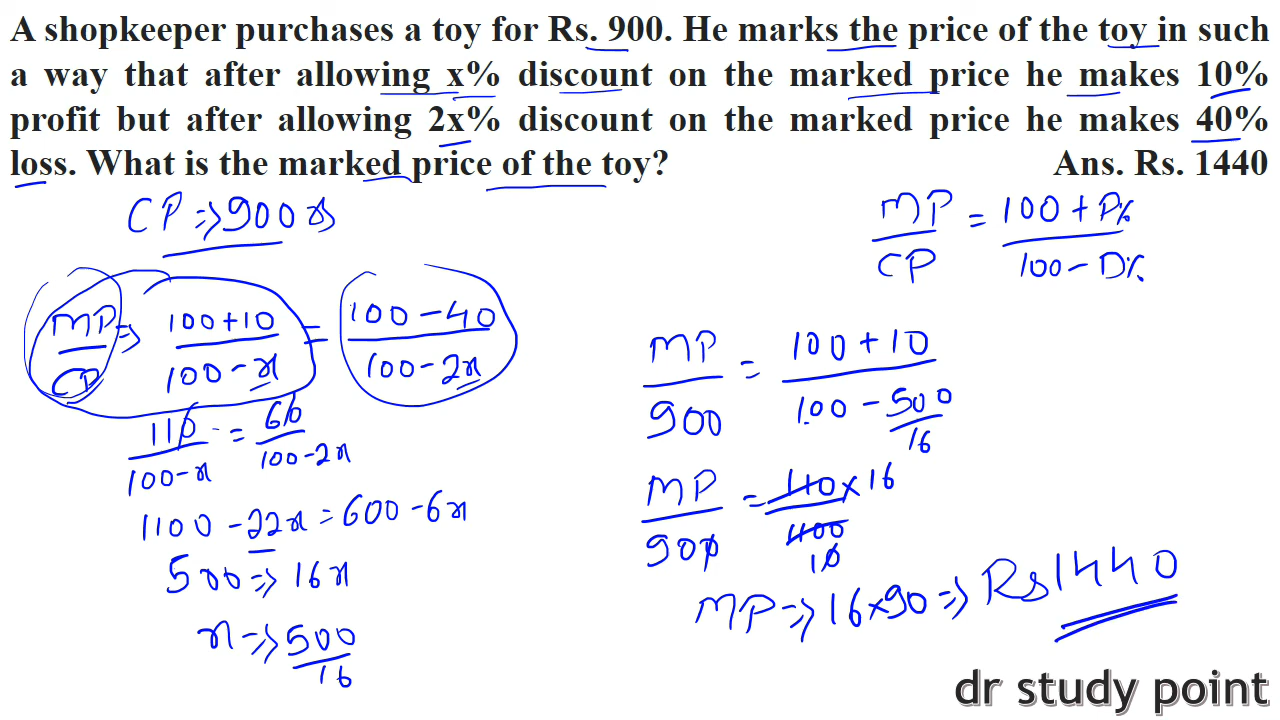 A shopkeeper purchases a toy for Rs. 900. He marks the price of the toy in such
a way that after allowing x% discount on the marked price he makes 10%
profit but after allowing 2x% discount on the marked price he makes 40%
loss. What is the marked price of the toy? Ans. Rs. 1440
CP => 900 rs
MP/CP => (100+10)/(100-x) = (100-40)/(100-2x)
110/(100-x) = 60/(100-2x)
1100 - 22x = 600 - 6x
500 => 16x
x => 500/16
MP/CP = (100+P%)/(100-D%)
MP/900 = (100+10)/(100 - 500/16)
MP/900 = 110×16/1100
10
MP => 16×90 => Rs 1440
dr study point